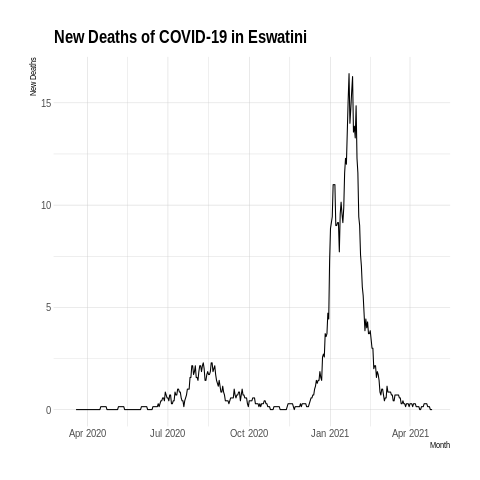 New Deaths of COVID-19 in Eswatini
New Deaths
15
10
5
0
Apr 2020 Jul 2020 Oct 2020 Jan 2021 Apr 2021
Month